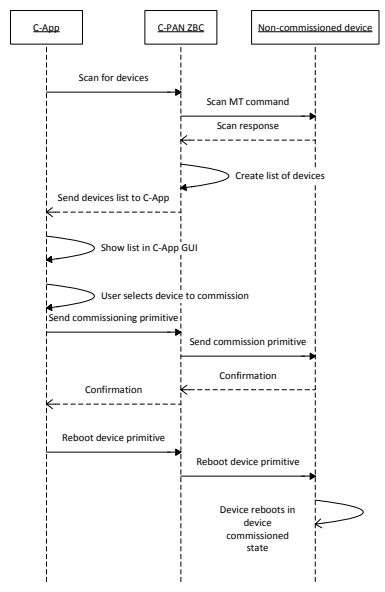 C-App
C-PAN ZBC
Non-commissioned device
Scan for devices
Scan MT command
Scan response
Create list of devices
Send devices list to C-App
Show list in C-App GUI
User selects device to commission
Send commissioning primitive
Send commission primitive
Confirmation
Confirmation
Reboot device primitive
Reboot device primitive
Device reboots in
device
commissioned
state